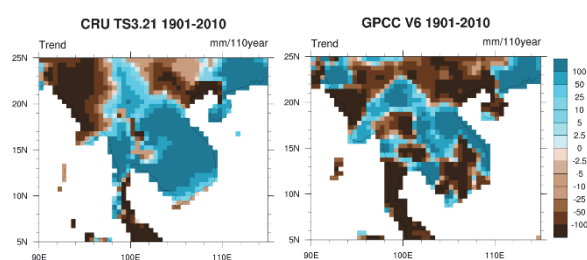 CRU TS3.21 1901-2010
Trend
mm/110year
25N
20N
15N
10N
5N
90E
100E
110E
GPCC V6 1901-2010
Trend
mm/110year
25N
20N
15N
10N
5N
90E
100E
110E
100
50
25
10
5
2
0
-2
-5
-10
-25
-50
-100